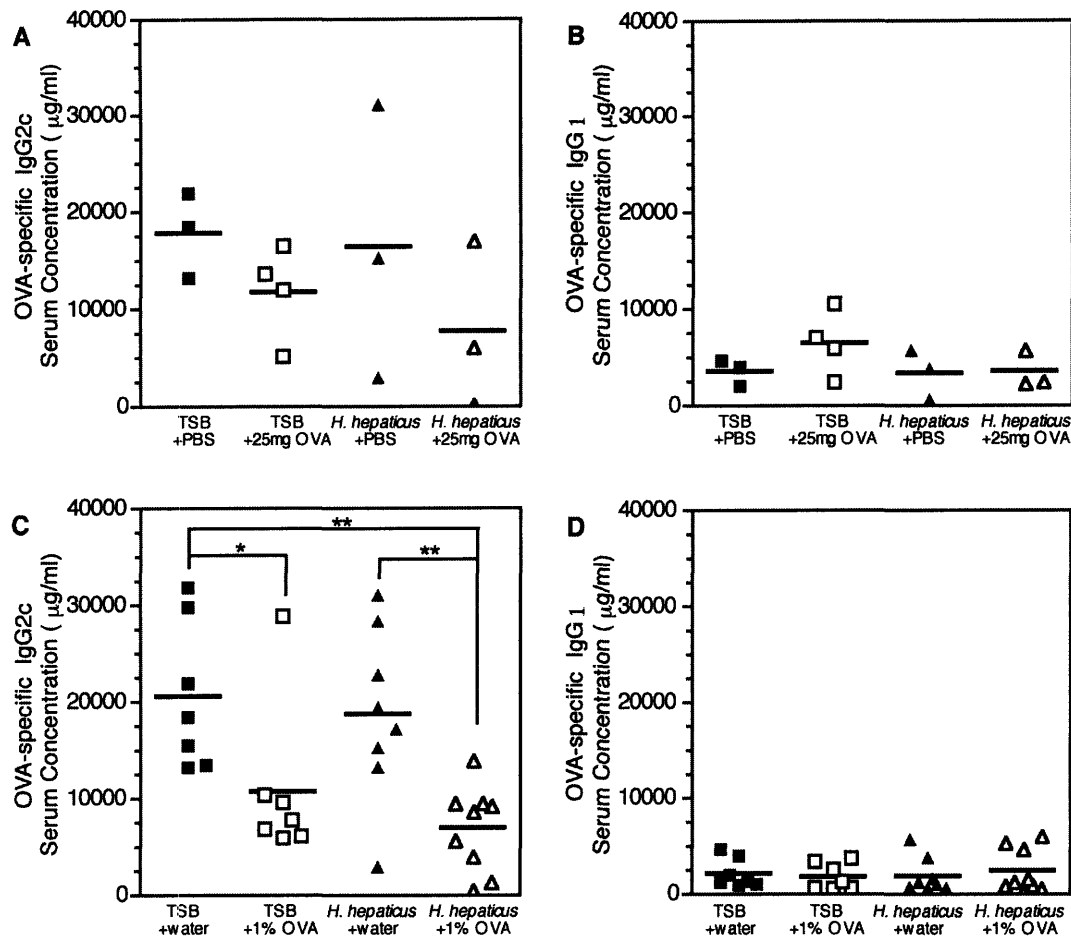 A
OVA-specific IgG2c
Serum Concentration ( μg/ml)
40000
30000
20000
10000
0
TSB
+PBS
TSB
+25mg OVA
H. hepaticus
+PBS
H. hepaticus
+25mg OVA
B
OVA-specific IgG 1
Serum Concentration ( μg/ml)
40000
30000
20000
10000
0
TSB
+PBS
TSB
+25mg OVA
H. hepaticus
+PBS
H. hepaticus
+25mg OVA
C
OVA-specific IgG2c
Serum Concentration ( μg/ml)
40000
30000
20000
10000
0
**
*
**
TSB
+water
TSB
+1% OVA
H. hepaticus
+water
H. hepaticus
+1% OVA
D
OVA-specific IgG 1
Serum Concentration ( μg/ml)
40000
30000
20000
10000
0
TSB
+water
TSB
+1% OVA
H. hepaticus
+water
H. hepaticus
+1% OVA